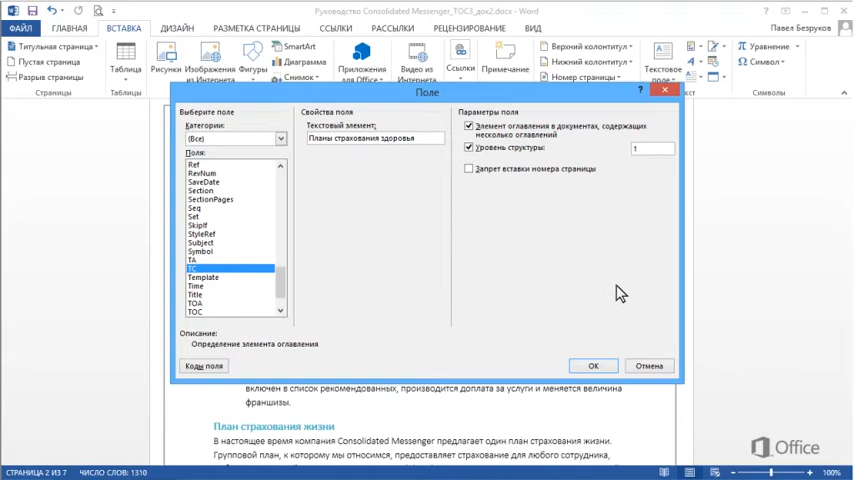 Руководство Consolidated Messenger_TOC3_док2.docx - Word
Павел Безруков
ФАЙЛ ГЛАВНАЯ ВСТАВКА ДИЗАЙН РАЗМЕТКА СТРАНИЦЫ ССЫЛКИ РАССЫЛКИ РЕЦЕНЗИРОВАНИЕ ВИД
Титульная страница
Пустая страница
Разрыв страницы
Страницы
Таблица
Рисунки
Изображения
из Интернета
Фигуры
SmartArt
Диаграмма
Снимок
Приложения
для Office
Видео из
Интернета
Ссылки
Примечание
Верхний колонтитул
Нижний колонтитул
Номер страницы
Текстовое
поле
Уравнение
Символ
Символы
Поле
Выберите поле
Категории:
(Все)
Поля:
Ref
RevNum
SaveDate
Section
SectionPages
Seq
Set
SkipIf
StyleRef
Subject
Symbol
TA
TC
Template
Time
Title
TOA
TOC
Свойства поля
Текстовый элемент:
Планы страхования здоровья
Параметры поля
Элемент оглавления в документах, содержащих
несколько оглавлений
Уровень структуры: 1
Запрет вставки номера страницы
Описание:
Определение элемента оглавления
Коды поля
ОК
Отмена
включен в список рекомендованных, производится доплата за услуги и меняется величина
франшизы.
План страхования жизни
В настоящее время компания Consolidated Messenger предлагает один план страхования жизни.
Групповой план, к которому мы относимся, предоставляет страхование для любого сотрудника,
Office
СТРАНИЦА 2 ИЗ 7 ЧИСЛО СЛОВ: 1310 100%